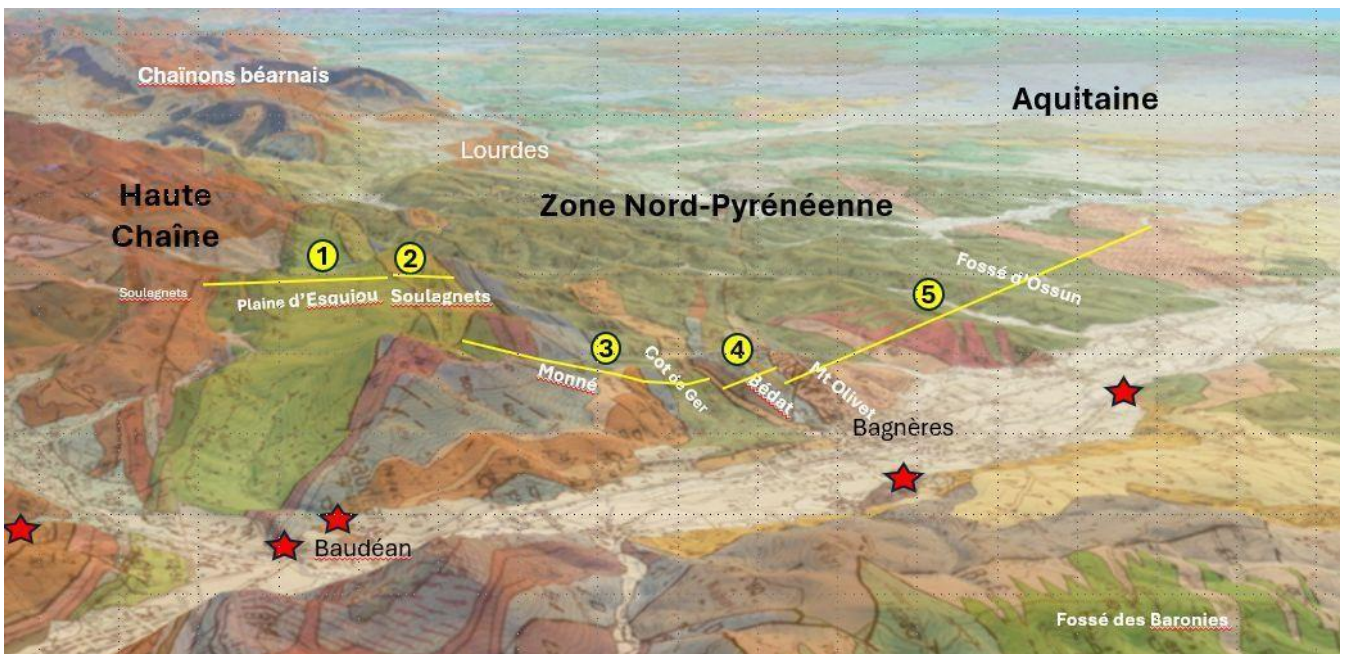 Chaînons béarnais
Aquitaine
Lourdes
Haute
Chaîne
Zone Nord-Pyrénéenne
1
2
Soulagnets
Plaine d'Esquiou
Soulagnets
5
Fossé d'Ossun
3
4
Monné
Cot de Ger
Bédat
Mt Olivet
Bagnères
Baudéan
Fossé des Baronies